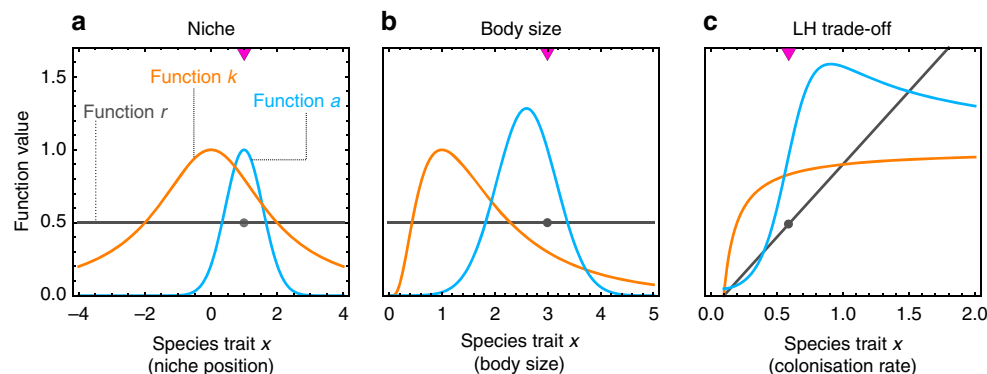 a Niche
Function k
Function r
Function a
Function value
0.0
0.5
1.0
1.5
−4 −2 0 2 4
Species trait x
(niche position)
b Body size
0 1 2 3 4 5
Species trait x
(body size)
c LH trade-off
0.0 0.5 1.0 1.5 2.0
Species trait x
(colonisation rate)